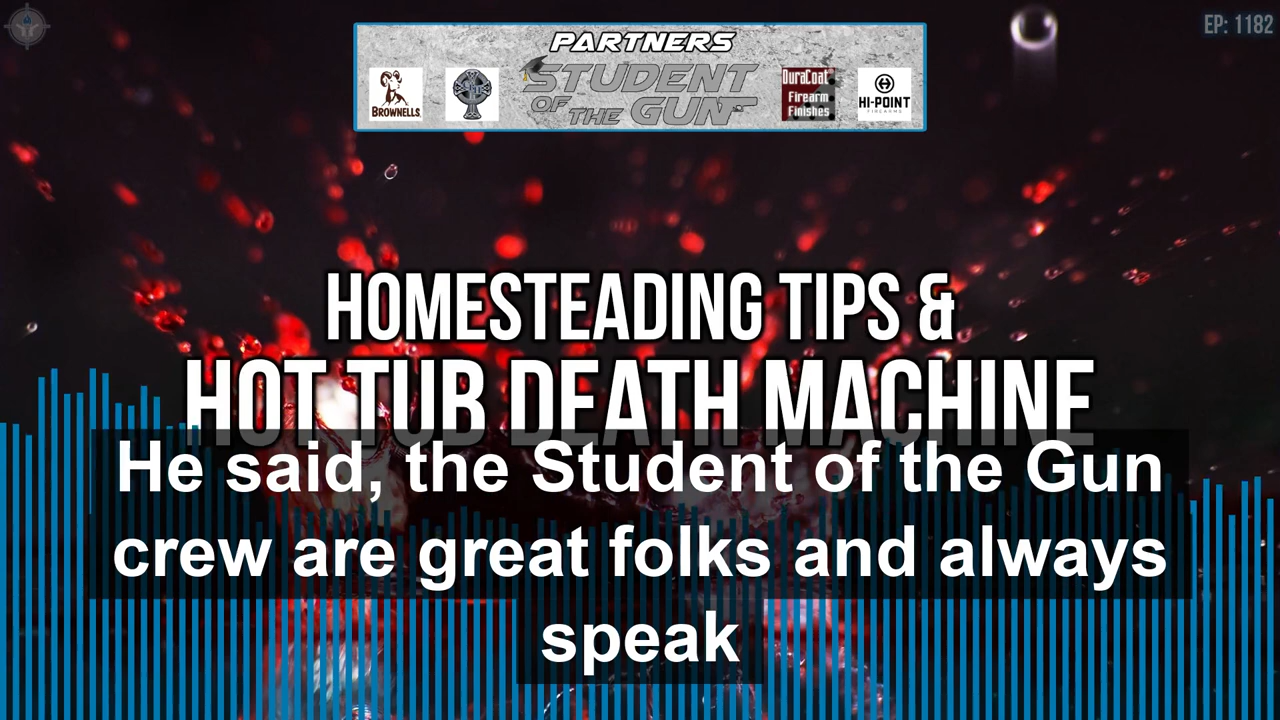 EP: 1182
PARTNERS
BROWNELLS
STUDENT
OF THE GUN
DuraCoat
Firearm
Finishes
HI-POINT
FIREARMS
HOMESTEADING TIPS &
HOT TUB DEATH MACHINE
He said, the Student of the Gun
crew are great folks and always
speak